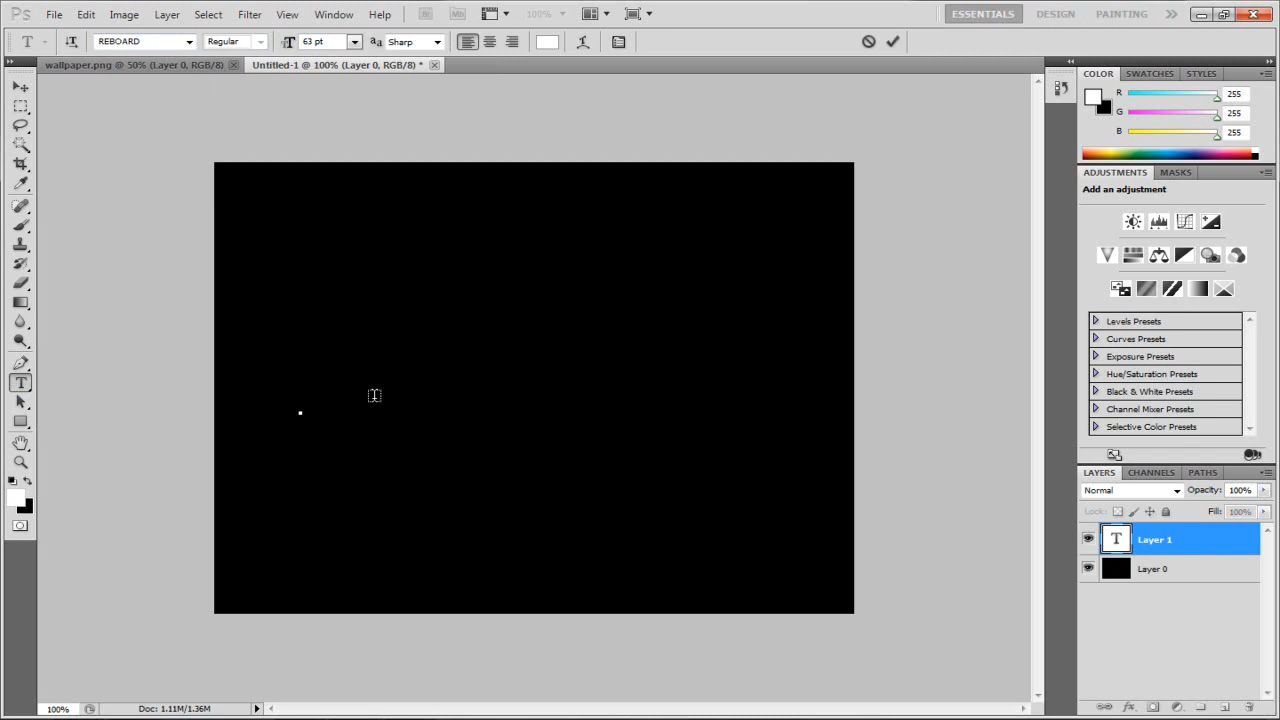 Ps File Edit Image Layer Select Filter View Window Help Br Mb 100% ESSENTIALS DESIGN PAINTING
T REBOARD Regular 63 pt Sharp
wallpaper.png @ 50% (Layer 0, RGB/8) Untitled-1 @ 100% (Layer 0, RGB/8) *
COLOR SWATCHES STYLES
R 255
G 255
B 255
ADJUSTMENTS MASKS
Add an adjustment
Levels Presets
Curves Presets
Exposure Presets
Hue/Saturation Presets
Black & White Presets
Channel Mixer Presets
Selective Color Presets
LAYERS CHANNELS PATHS
Normal Opacity: 100%
Lock: Fill: 100%
T Layer 1
Layer 0
100% Doc: 1.11M/1.36M